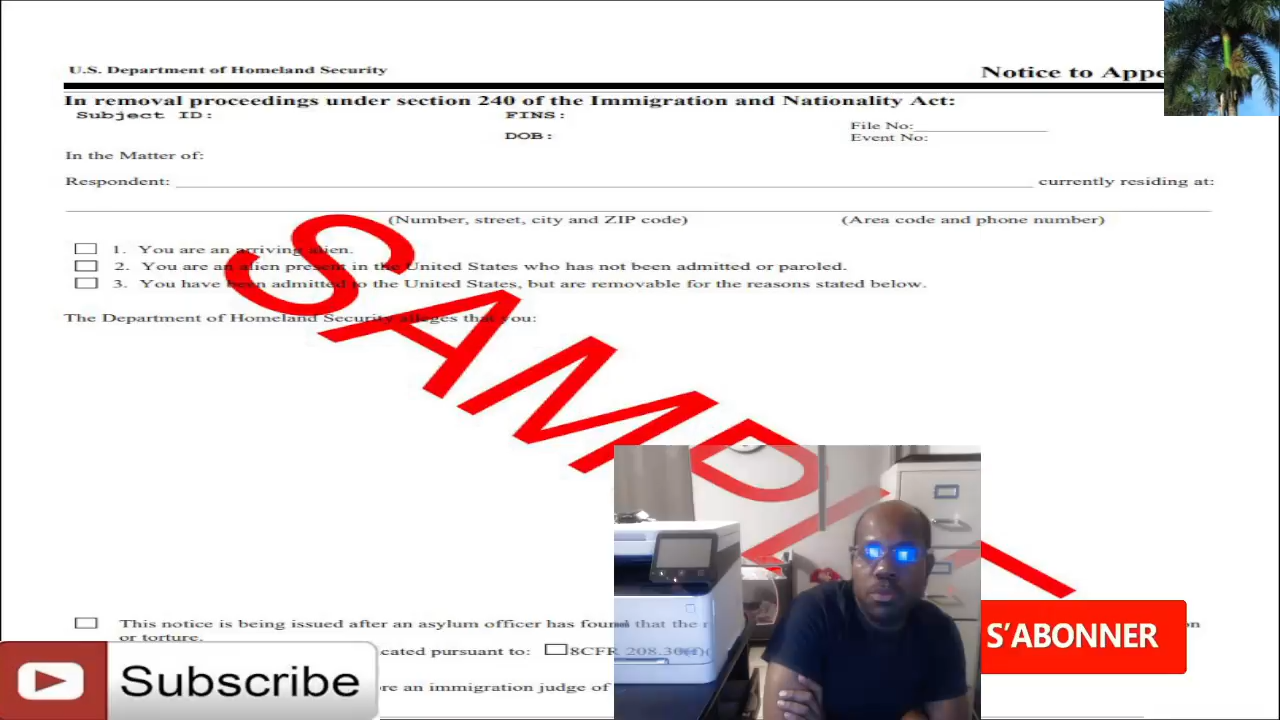 U.S. Department of Homeland Security
Notice to Appe
In removal proceedings under section 240 of the Immigration and Nationality Act:
Subject ID: FINS:
File No:
DOB:
Event No:
In the Matter of:
Respondent: currently residing at:
(Number, street, city and ZIP code) (Area code and phone number)
1. You are an arriving alien.
2. You are an alien present in the United States who has not been admitted or paroled.
3. You have been admitted to the United States, but are removable for the reasons stated below.
The Department of Homeland Security alleges that you:
SAMPL
This notice is being issued after an asylum officer has found that the r on
or torture.
cated pursuant to: 8CFR 208.30(f)(
re an immigration judge of
Subscribe
S'ABONNER